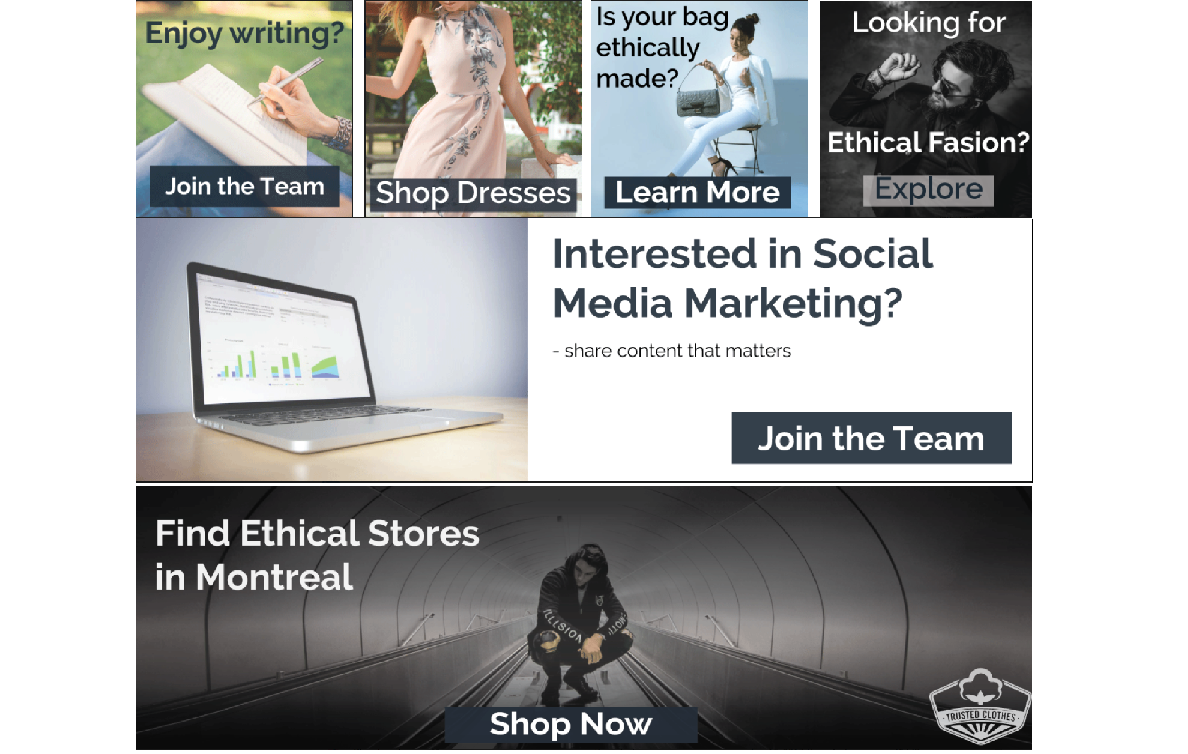 Enjoy writing?
Join the Team
Shop Dresses
Is your bag
ethically
made?
Learn More
Looking for
Ethical Fasion?
Explore
Interested in Social
Media Marketing?
- share content that matters
Join the Team
Find Ethical Stores
in Montreal
ILLISION
Shop Now
TRUSTED CLOTHES